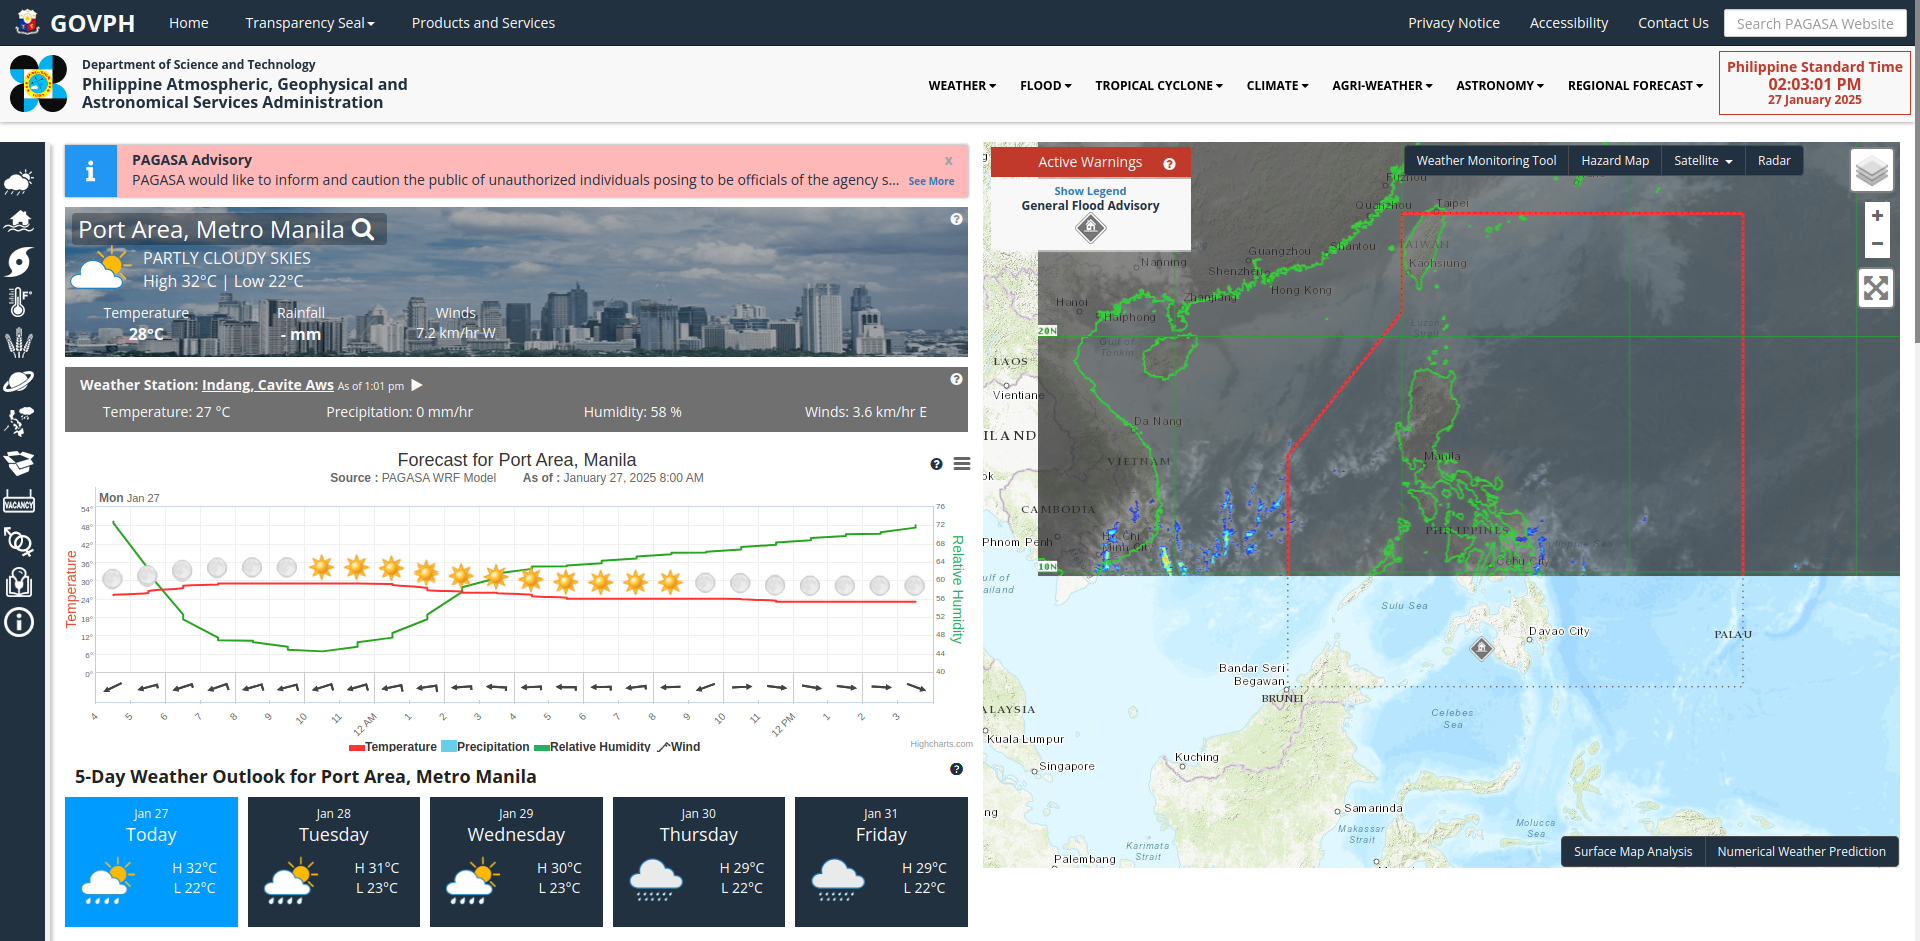 GOVPH
Home
Transparency Seal
Products and Services
Privacy Notice
Accessibility
Contact Us
Search PAGASA Website
Department of Science and Technology
Philippine Atmospheric, Geophysical and
Astronomical Services Administration
WEATHER
FLOOD
TROPICAL CYCLONE
CLIMATE
AGRI-WEATHER
ASTRONOMY
REGIONAL FORECAST
Philippine Standard Time
02:03:01 PM
27 January 2025
VACANCY
PAGASA Advisory
x
PAGASA would like to inform and caution the public of unauthorized individuals posing to be officials of the agency s...
See More
Port Area, Metro Manila
PARTLY CLOUDY SKIES
High 32°C | Low 22°C
Temperature
Rainfall
Winds
28°C
- mm
7.2 km/hr W
Weather Station: Indang, Cavite Aws As of 1:01 pm
Temperature: 27 °C
Precipitation: 0 mm/hr
Humidity: 58 %
Winds: 3.6 km/hr E
Forecast for Port Area, Manila
Source : PAGASA WRF Model As of : January 27, 2025 8:00 AM
Mon Jan 27
54°
48°
42°
36°
30°
24°
18°
12°
6°
0°
Temperature
76
72
68
64
60
56
52
48
44
40
Relative Humidity
4 5 6 7 8 9 10 11 12 AM 1 2 3 4 5 6 7 8 9 10 11 12 PM 1 2 3
Temperature Precipitation Relative Humidity Wind
Highcharts.com
5-Day Weather Outlook for Port Area, Metro Manila
Jan 27
Today
H 32°C
L 22°C
Jan 28
Tuesday
H 31°C
L 23°C
Jan 29
Wednesday
H 30°C
L 23°C
Jan 30
Thursday
H 29°C
L 22°C
Jan 31
Friday
H 29°C
L 22°C
Active Warnings
Show Legend
General Flood Advisory
Weather Monitoring Tool
Hazard Map
Satellite
Radar
+
−
Fuzhou
Quanzhou
Taipei
Guangzhou
Shantou
TAIWAN
Nanning
Shenzhen
Kaohsiung
Hong Kong
Hanoi
Zhanjiang
Haiphong
20N
Luzon
Strait
Gulf of
Tonkin
LAOS
Vientiane
Da Nang
ILAND
VIETNAM
Manila
ok
CAMBODIA
PHILIPPINES
Phnom Penh
Ho Chi
Minh Cit
Cebu City
10N
ulf of
ailand
Sulu Sea
Davao City
PALAU
Bandar Seri
Begawan
BRUNEI
ALAYSIA
Celebes
Sea
Kuala Lumpur
Kuching
Singapore
Samarinda
ng
Molucca
Sea
Makassar
Strait
Karimata
Strait
Palembang
Surface Map Analysis
Numerical Weather Prediction